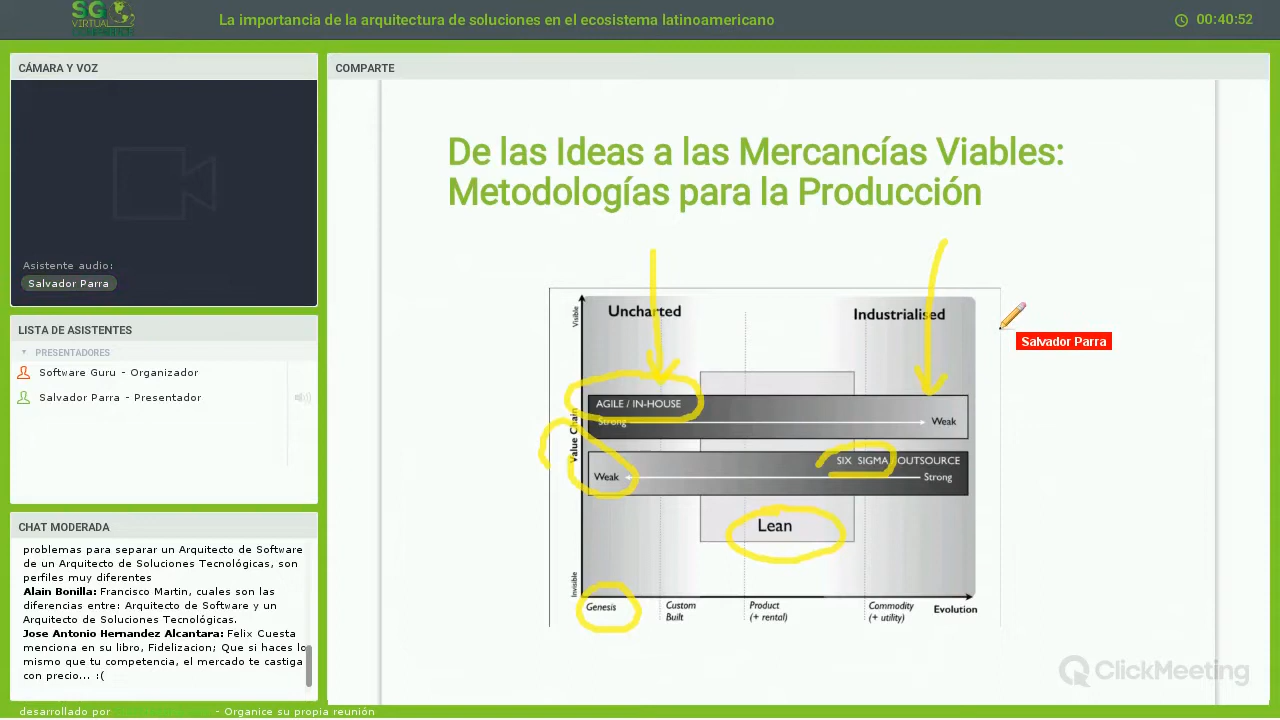 SG
VIRTUAL
La importancia de la arquitectura de soluciones en el ecosistema latinoamericano
00:40:52
CÁMARA Y VOZ
Asistente audio:
Salvador Parra
LISTA DE ASISTENTES
PRESENTADORES
Software Guru - Organizador
Salvador Parra - Presentador
CHAT MODERADA
problemas para separar un Arquitecto de Software
de un Arquitecto de Soluciones Tecnológicas, son
perfiles muy diferentes
Alain Bonilla: Francisco Martin, cuales son las
diferencias entre: Arquitecto de Software y un
Arquitecto de Soluciones Tecnológicas.
Jose Antonio Hernandez Alcantara: Felix Cuesta
menciona en su libro, Fidelizacion; Que si haces lo
mismo que tu competencia, el mercado te castiga
con precio... :(
desarrollado por
- Organice su propia reunión
COMPARTE
De las Ideas a las Mercancías Viables:
Metodologías para la Producción
Visible
Value Chain
Invisible
Uncharted
Industrialised
AGILE / IN-HOUSE
Strong
Weak
SIX SIGMA
OUTSOURCE
Weak
Strong
Lean
Genesis
Custom
Built
Product
(+ rental)
Commodity
(+ utility)
Evolution
Salvador Parra
ClickMeeting